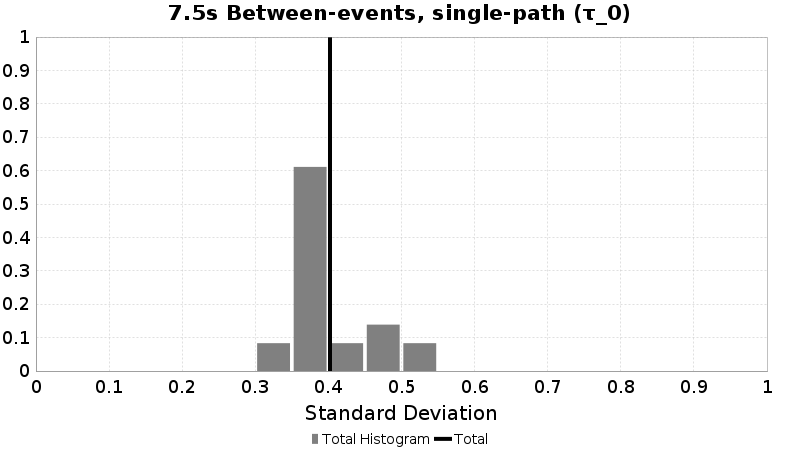 7.5s Between-events, single-path (τ_0)
1
0.9
0.8
0.7
0.6
0.5
0.4
0.3
0.2
0.1
0
0 0.1 0.2 0.3 0.4 0.5 0.6 0.7 0.8 0.9 1
Standard Deviation
Total Histogram Total